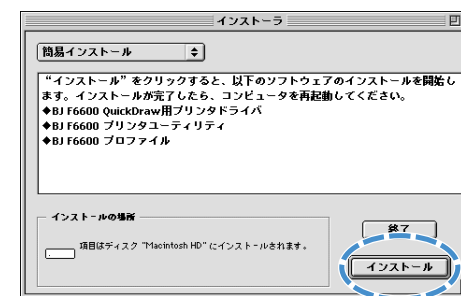 インストーラ
簡易インストール
“インストール”をクリックすると、以下のソフトウェアのインストールを開始し
ます。インストールが完了したら、コンピュータを再起動してください。
◆BJ F6600 QuickDraw用プリンタドライバ
◆BJ F6600 プリンタユーティリティ
◆BJ F6600 プロファイル
インストールの場所
項目はディスク “Macintosh HD” にインストールされます。
終了
インストール